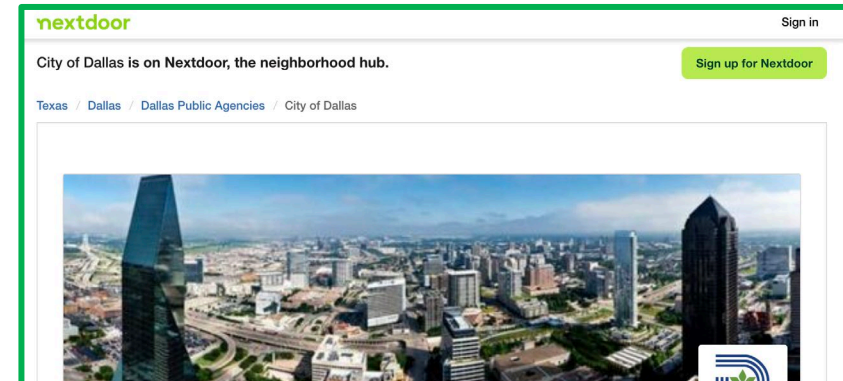 nextdoor
Sign in
City of Dallas is on Nextdoor, the neighborhood hub.
Sign up for Nextdoor
Texas / Dallas / Dallas Public Agencies / City of Dallas